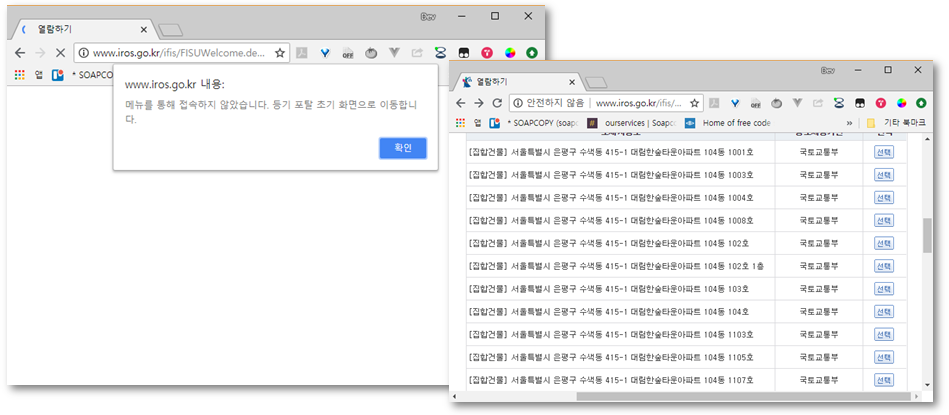 Dev
열람하기
www.iros.go.kr/ifis/FISUWelcome.de...
OFF
앱
* SOAPCOPY
www.iros.go.kr 내용:
메뉴를 통해 접속하지 않았습니다. 등기 포탈 초기 화면으로 이동합니
다.
확인
Dev
열람하기
안전하지 않음 | www.iros.go.kr/ifis/...
OFF
앱
* SOAPCOPY (soap
# ourservices | Soapco
Home of free code
»
기타 북마크
[집합건물] 서울특별시 은평구 수색동 415-1 대림한숲타운아파트 104동 1001호 국토교통부 선택
[집합건물] 서울특별시 은평구 수색동 415-1 대림한숲타운아파트 104동 1003호 국토교통부 선택
[집합건물] 서울특별시 은평구 수색동 415-1 대림한숲타운아파트 104동 1004호 국토교통부 선택
[집합건물] 서울특별시 은평구 수색동 415-1 대림한숲타운아파트 104동 1008호 국토교통부 선택
[집합건물] 서울특별시 은평구 수색동 415-1 대림한숲타운아파트 104동 102호 국토교통부 선택
[집합건물] 서울특별시 은평구 수색동 415-1 대림한숲타운아파트 104동 102호 1층 국토교통부 선택
[집합건물] 서울특별시 은평구 수색동 415-1 대림한숲타운아파트 104동 103호 국토교통부 선택
[집합건물] 서울특별시 은평구 수색동 415-1 대림한숲타운아파트 104동 104호 국토교통부 선택
[집합건물] 서울특별시 은평구 수색동 415-1 대림한숲타운아파트 104동 1103호 국토교통부 선택
[집합건물] 서울특별시 은평구 수색동 415-1 대림한숲타운아파트 104동 1105호 국토교통부 선택
[집합건물] 서울특별시 은평구 수색동 415-1 대림한숲타운아파트 104동 1107호 국토교통부 선택